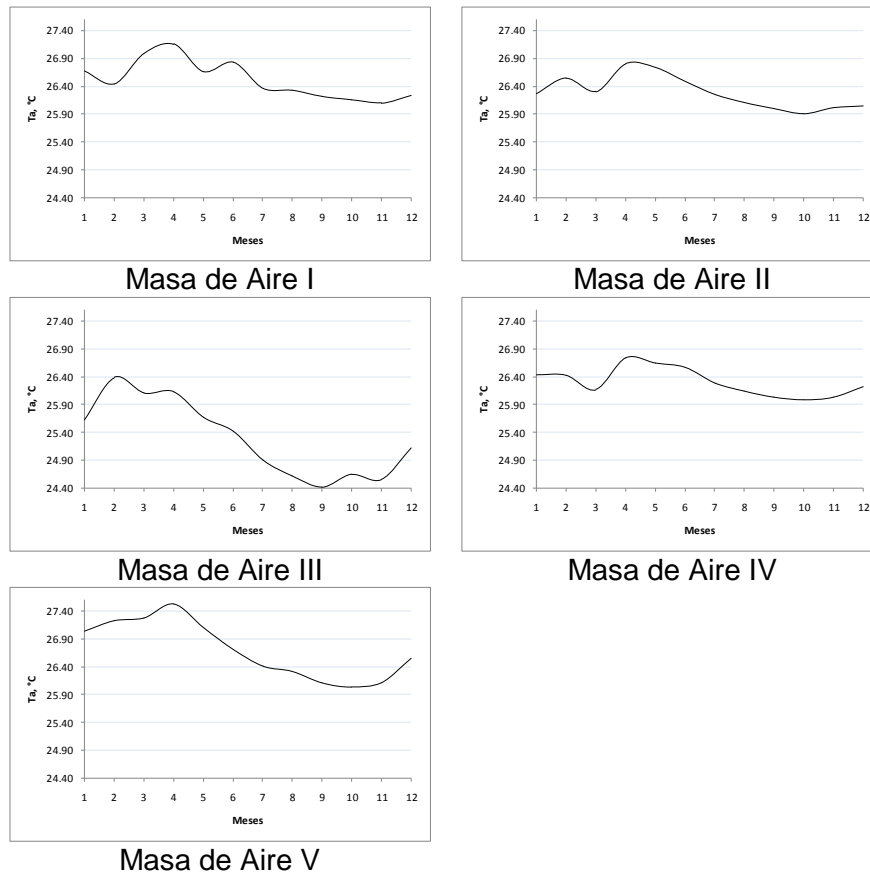 27.40
26.90
26.40
25.90
25.40
24.90
24.40
Ta, °C
1 2 3 4 5 6 7 8 9 10 11 12
Meses
Masa de Aire I
27.40
26.90
26.40
25.90
25.40
24.90
24.40
Ta, °C
1 2 3 4 5 6 7 8 9 10 11 12
Meses
Masa de Aire II
27.40
26.90
26.40
25.90
25.40
24.90
24.40
Ta, °C
1 2 3 4 5 6 7 8 9 10 11 12
Meses
Masa de Aire III
27.40
26.90
26.40
25.90
25.40
24.90
24.40
Ta, °C
1 2 3 4 5 6 7 8 9 10 11 12
Meses
Masa de Aire IV
27.40
26.90
26.40
25.90
25.40
24.90
24.40
Ta, °C
1 2 3 4 5 6 7 8 9 10 11 12
Meses
Masa de Aire V